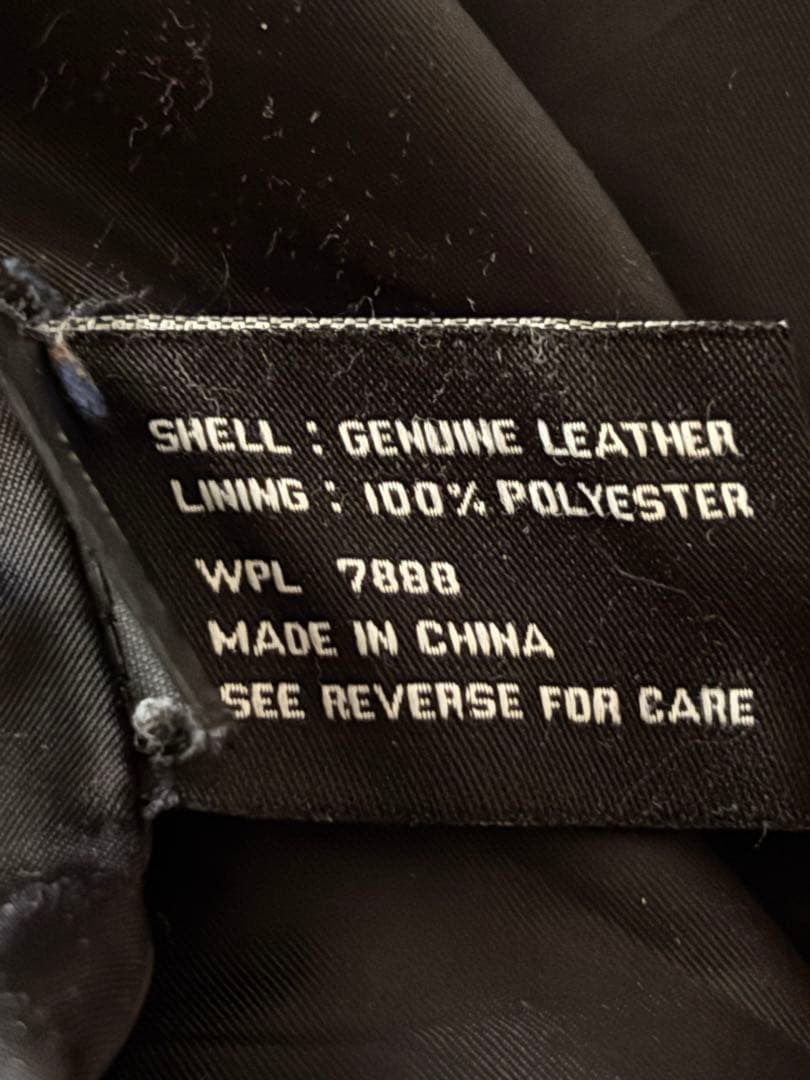 SHELL : GENUINE LEATHER
LINING : 100% POLYESTER
WPL 7888
MADE IN CHINA
SEE REVERSE FOR CARE